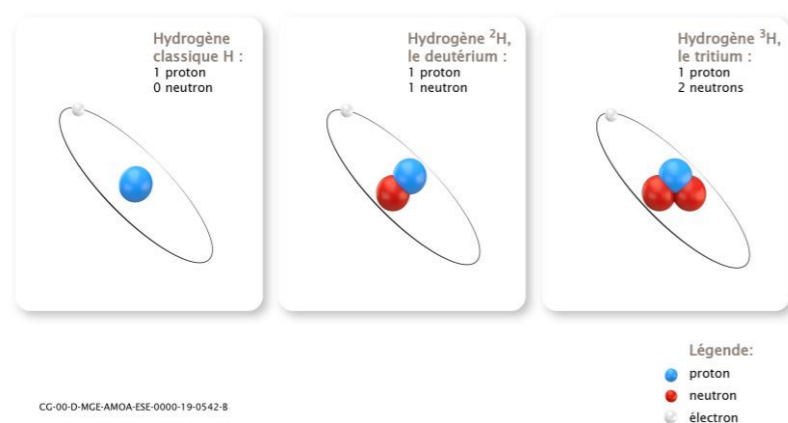 Hydrogène
classique H :
1 proton
0 neutron
Hydrogène ²H,
le deutérium :
1 proton
1 neutron
Hydrogène ³H,
le tritium :
1 proton
2 neutrons
Légende:
proton
neutron
électron
CG-00-D-MGE-AMOA-ESE-0000-19-0542-B